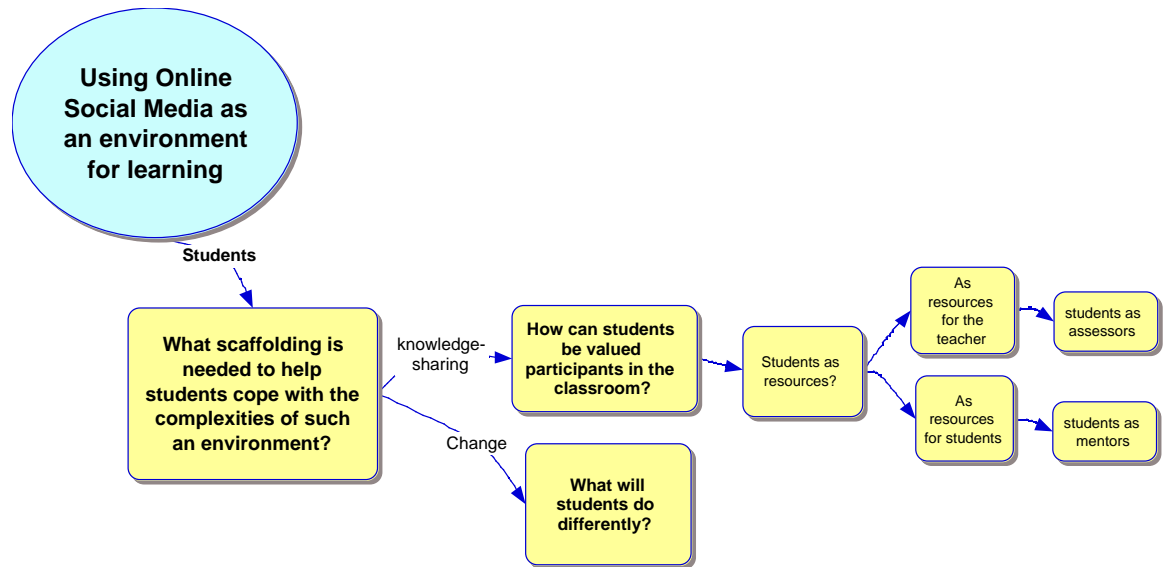 Using Online
Social Media as
an environment
for learning
Students
What scaffolding is
needed to help
students cope with the
complexities of such
an environment?
knowledge-
sharing
How can students
be valued
participants in the
classroom?
Students as
resources?
As
resources
for the
teacher
students as
assessors
As
resources
for students
students as
mentors
Change
What will
students do
differently?